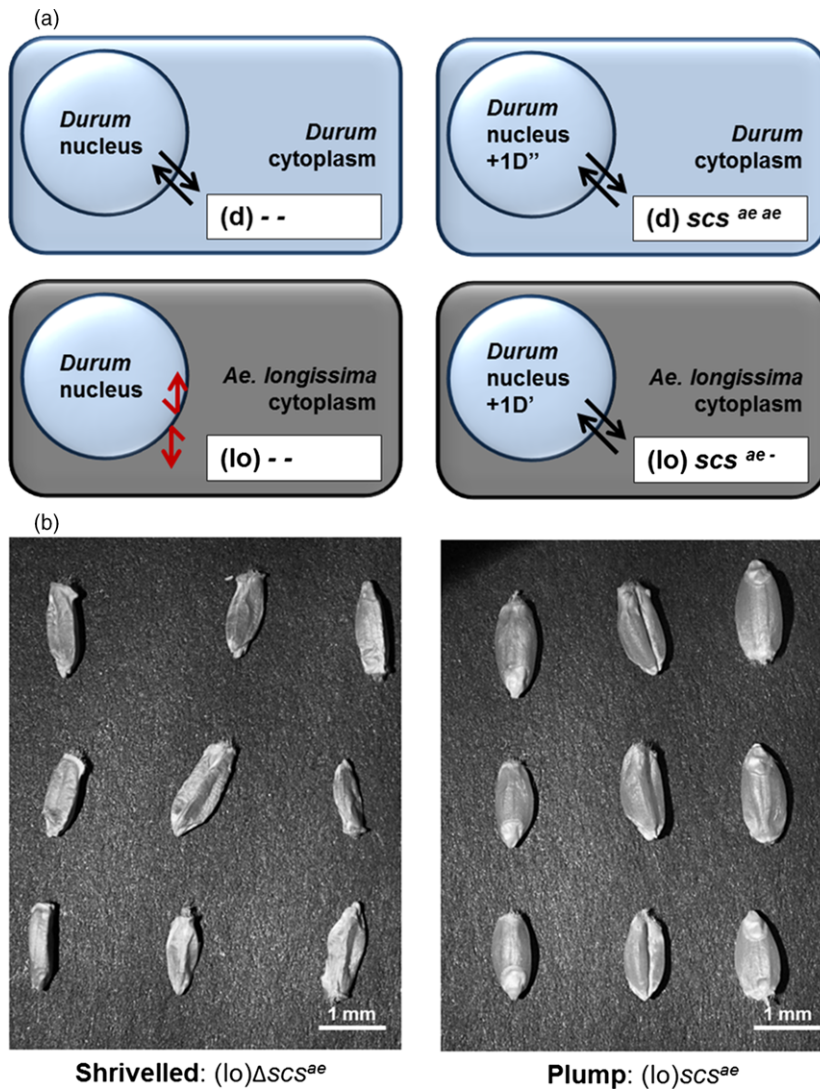 (a)
Durum
nucleus
Durum
cytoplasm
(d) - -
Durum
nucleus
+1D”
Durum
cytoplasm
(d) scs ae ae
Durum
nucleus
Ae. longissima
cytoplasm
(lo) - -
Durum
nucleus
+1D’
Ae. longissima
cytoplasm
(lo) scs ae -
(b)
1 mm
1 mm
Shrivelled: (lo)Δscsae
Plump: (lo)scsae